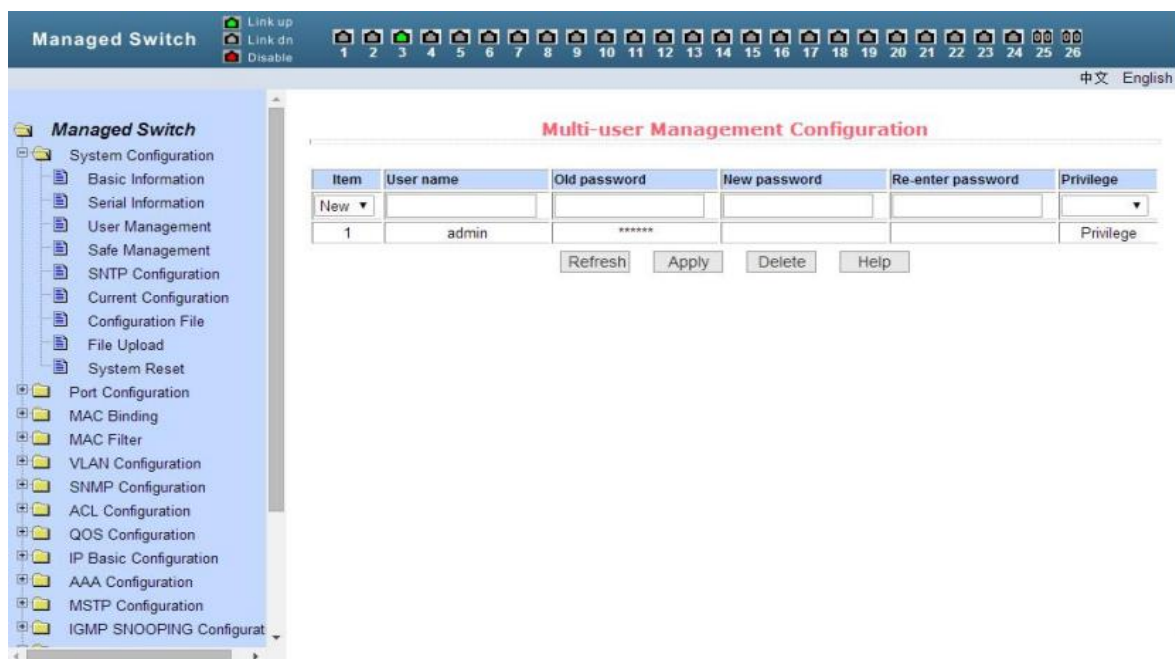 Managed Switch
Link up
Link dn
Disable
1 2 3 4 5 6 7 8 9 10 11 12 13 14 15 16 17 18 19 20 21 22 23 24 25 26
中文 English
Managed Switch
System Configuration
Basic Information
Serial Information
User Management
Safe Management
SNTP Configuration
Current Configuration
Configuration File
File Upload
System Reset
Port Configuration
MAC Binding
MAC Filter
VLAN Configuration
SNMP Configuration
ACL Configuration
QOS Configuration
IP Basic Configuration
AAA Configuration
MSTP Configuration
IGMP SNOOPING Configurat
Multi-user Management Configuration
Item User name Old password New password Re-enter password Privilege
New
1 admin ****** Privilege
Refresh Apply Delete Help